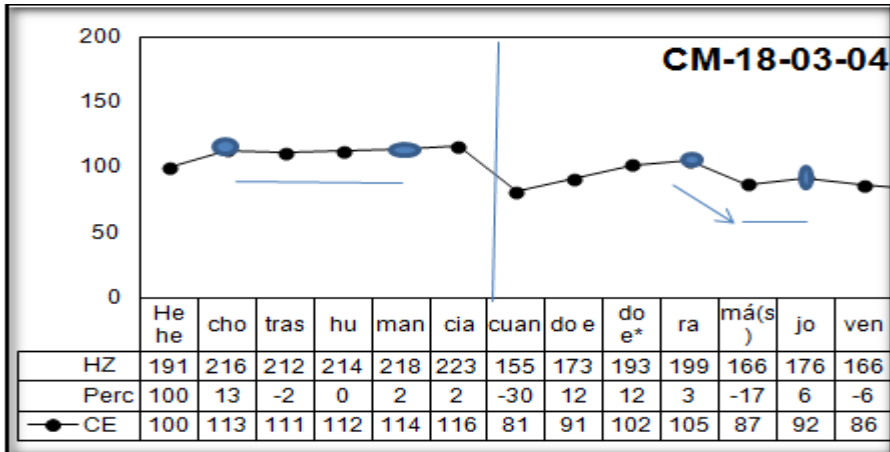 200
CM-18-03-04
150
100
50
0
He he cho tras hu man cia cuan do e do e* ra má(s) jo ven
HZ 191 216 212 214 218 223 155 173 193 199 166 176 166
Perc 100 13 -2 0 2 2 -30 12 12 3 -17 6 -6
CE 100 113 111 112 114 116 81 91 102 105 87 92 86